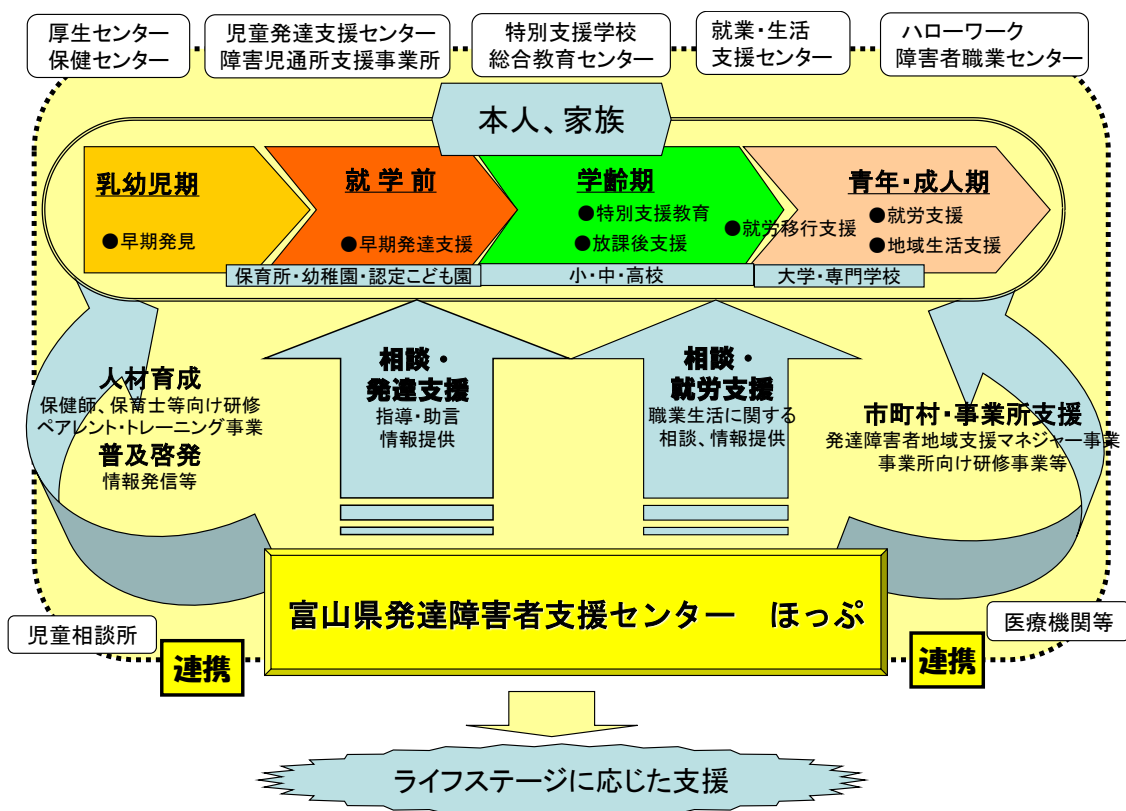 厚生センター
保健センター
児童発達支援センター
障害児通所支援事業所
特別支援学校
総合教育センター
就業・生活
支援センター
ハローワーク
障害者職業センター
本人、家族
乳幼児期
●早期発見
就学前
●早期発達支援
学齢期
●特別支援教育
●放課後支援
●就労移行支援
青年・成人期
●就労支援
●地域生活支援
保育所・幼稚園・認定こども園
小・中・高校
大学・専門学校
人材育成
保健師、保育士等向け研修
ペアレント・トレーニング事業
普及啓発
情報発信等
相談・
発達支援
指導・助言
情報提供
相談・
就労支援
職業生活に関する
相談、情報提供
市町村・事業所支援
発達障害者地域支援マネジャー事業
事業所向け研修事業等
富山県発達障害者支援センター　ほっぷ
児童相談所
連携
医療機関等
連携
ライフステージに応じた支援